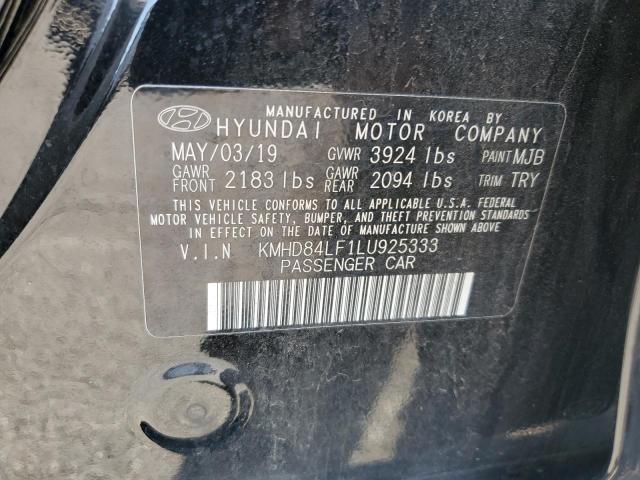 MANUFACTURED IN KOREA BY
HYUNDAI MOTOR COMPANY
MAY/03/19 GVWR 3924 lbs PAINT MJB
GAWR FRONT 2183 lbs GAWR REAR 2094 lbs TRIM TRY
THIS VEHICLE CONFORMS TO ALL APPLICABLE U.S.A. FEDERAL
MOTOR VEHICLE SAFETY, BUMPER, AND THEFT PREVENTION STANDARDS
IN EFFECT ON THE DATE OF MANUFACTURE SHOWN ABOVE.
V.I.N KMHD84LF1LU925333
PASSENGER CAR